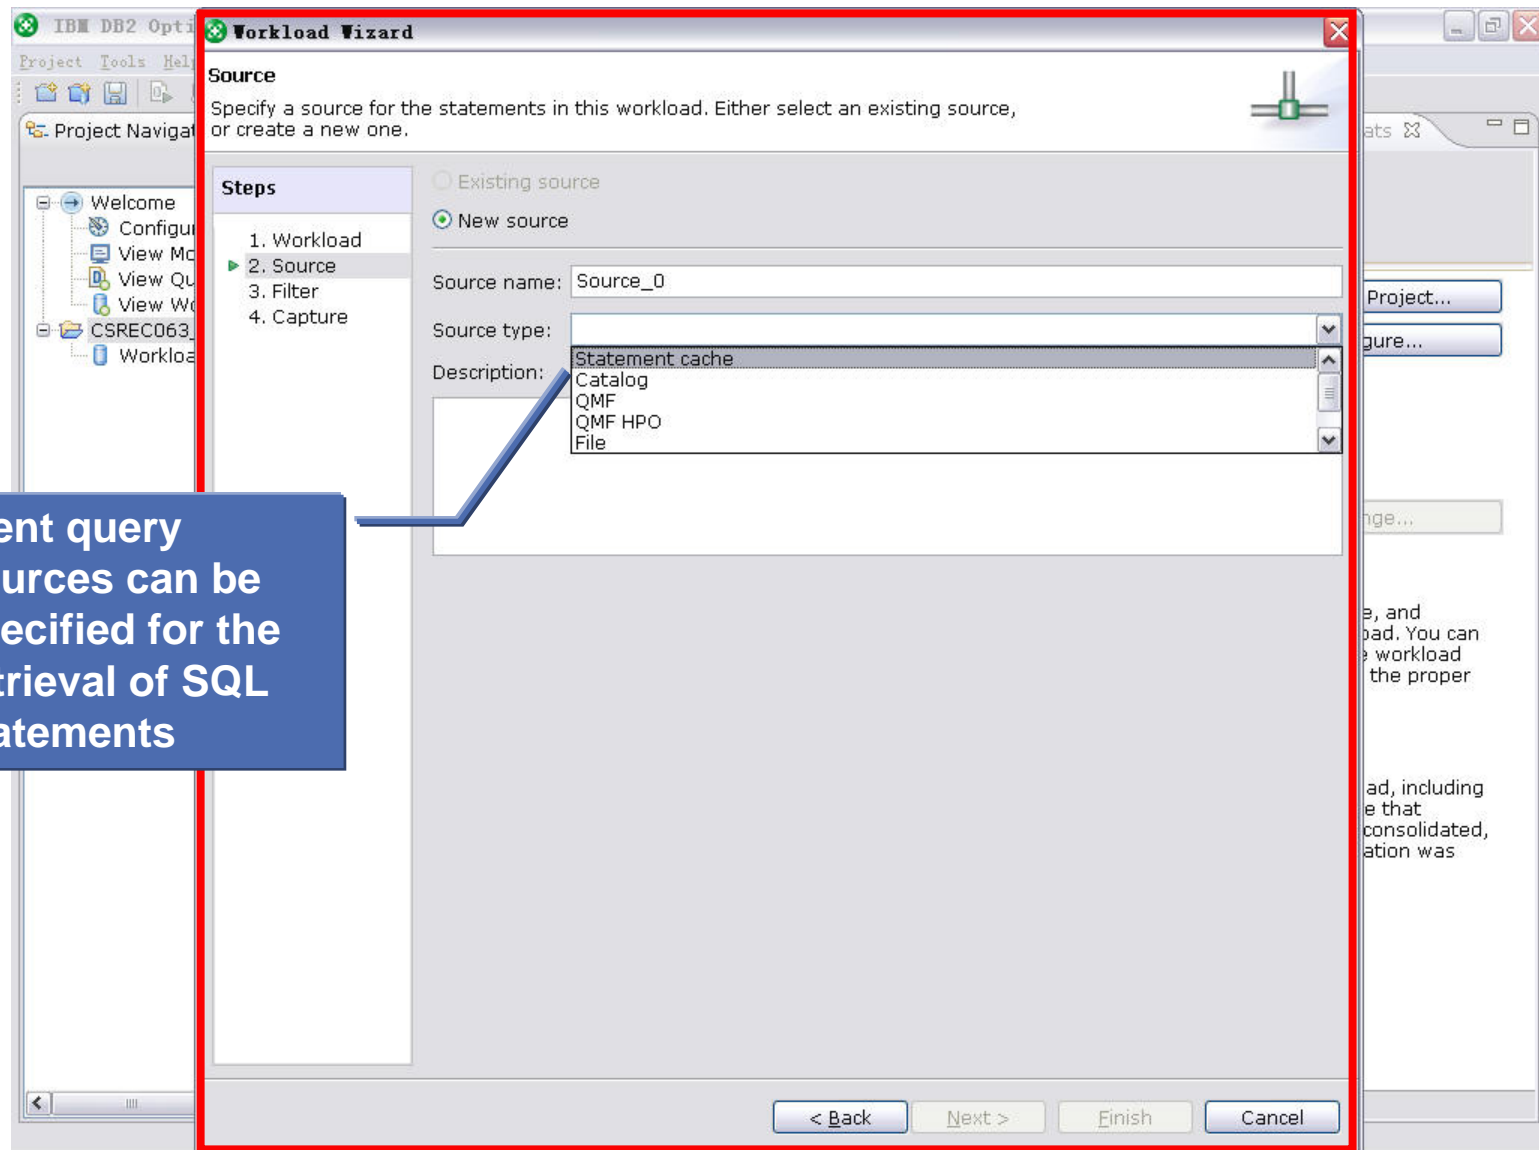 IBM DB2 Opti
Project Tools Help
Project Navigat
Welcome
Configu
View Mo
View Qu
View Wo
CSREC063_
Workloa
Workload Wizard
Source
Specify a source for the statements in this workload. Either select an existing source,
or create a new one.
Steps
1. Workload
2. Source
3. Filter
4. Capture
Existing source
New source
Source name: Source_0
Source type:
Statement cache
Catalog
QMF
QMF HPO
File
Description:
ent query
urces can be
ecified for the
trieval of SQL
atements
< Back
Next >
Finish
Cancel
ats
Project...
gure...
nge...
e, and
oad. You can
e workload
the proper
ad, including
e that
consolidated,
ation was